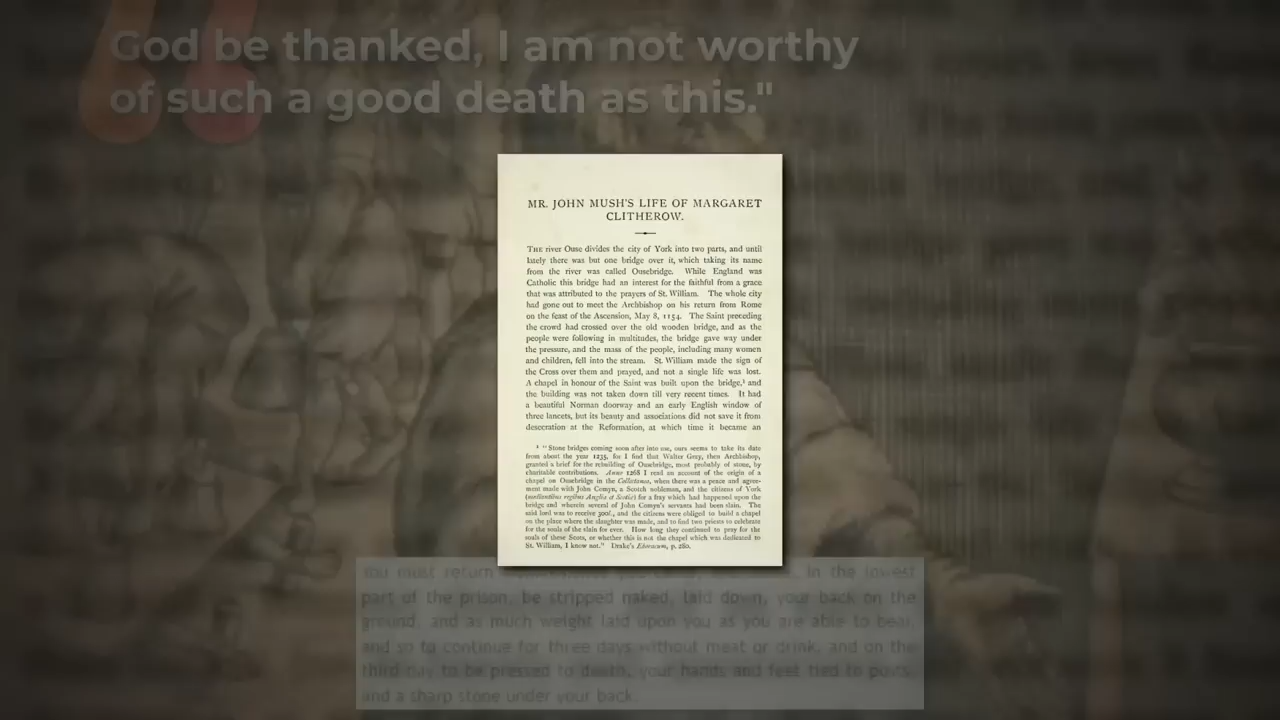 God be thanked, I am not worthy
of such a good death as this."
MR. JOHN MUSH'S LIFE OF MARGARET
CLITHEROW.
THE river Ouse divides the city of York into two parts, and until
lately there was but one bridge over it, which taking its name
from the river was called Ousebridge. While England was
Catholic this bridge had an interest for the faithful from a grace
that was attributed to the prayers of St. William. The whole city
had gone out to meet the Archbishop on his return from Rome
on the feast of the Ascension, May 8, 1154. The Saint preceding
the crowd had crossed over the old wooden bridge, and as the
people were following in multitudes, the bridge gave way under
the pressure, and the mass of the people, including many women
and children, fell into the stream. St. William made the sign of
the Cross over them and prayed, and not a single life was lost.
A chapel in honour of the Saint was built upon the bridge,¹ and
the building was not taken down till very recent times. It had
a beautiful Norman doorway and an early English window of
three lancets, but its beauty and associations did not save it from
desecration at the Reformation, at which time it became an
¹ "Stone bridges coming soon after into use, ours seems to take its date
from about the year 1235, for I find that Walter Grey, then Archbishop,
granted a brief for the rebuilding of Ousebridge, most probably of stone, by
charitable contributions. Anno 1268 I read an account of the origin of a
chapel on Ousebridge in the Collectanea, when there was a peace and agree-
ment made with John Comyn, a Scotch nobleman, and the citizens of York
(mediantibus regibus Angliæ et Scotiæ) for a fray which had happened upon the
bridge and wherein several of John Comyn's servants had been slain. The
said lord was to receive 300l., and the citizens were obliged to build a chapel
on the place where the slaughter was made, and to find two priests to celebrate
for the souls of the slain for ever. How long they continued to pray for the
souls of these Scots, or whether this is not the chapel which was dedicated to
St. William, I know not." Drake's Eboracum, p. 280.
You must return in the lowest
part of the prison, be stripped naked, laid down, your back on the
ground, and as much weight laid upon you as you are able to bear,
and so to continue for three days without meat or drink, and on the
third day to be pressed to death, your hands and feet tied to posts,
and a sharp stone under your back.